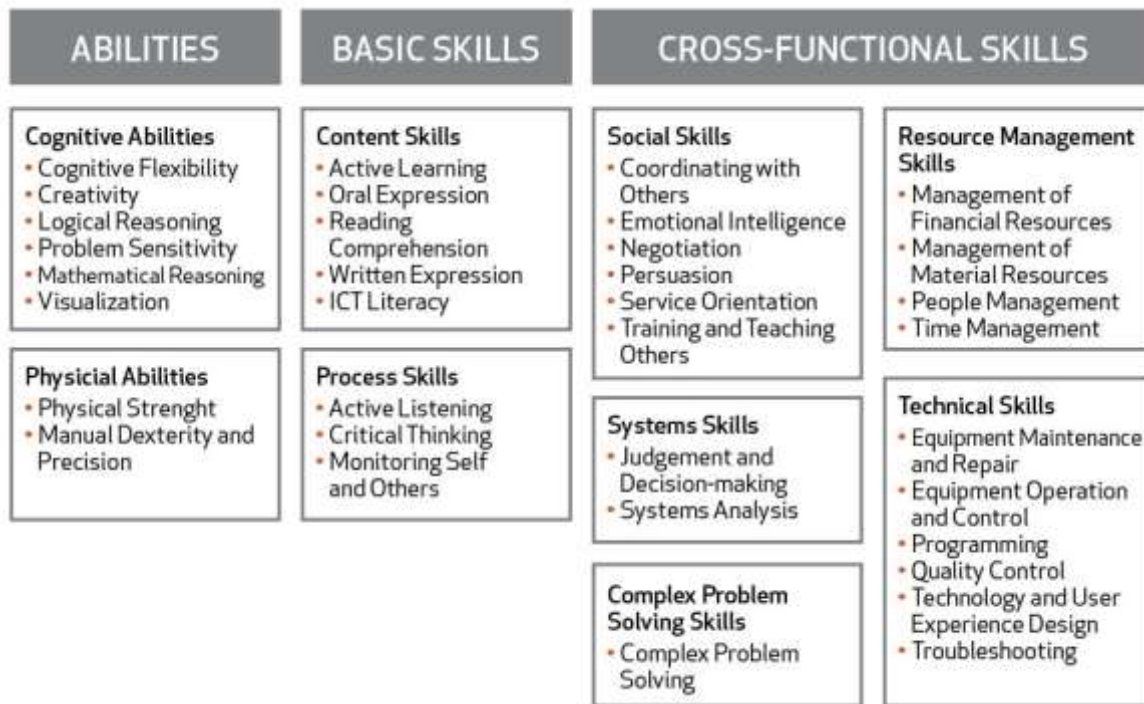 ABILITIES
BASIC SKILLS
CROSS-FUNCTIONAL SKILLS
Cognitive Abilities
• Cognitive Flexibility
• Creativity
• Logical Reasoning
• Problem Sensitivity
• Mathematical Reasoning
• Visualization
Physicial Abilities
• Physical Strenght
• Manual Dexterity and
Precision
Content Skills
• Active Learning
• Oral Expression
• Reading
Comprehension
• Written Expression
• ICT Literacy
Process Skills
• Active Listening
• Critical Thinking
• Monitoring Self
and Others
Social Skills
• Coordinating with
Others
• Emotional Intelligence
• Negotiation
• Persuasion
• Service Orientation
• Training and Teaching
Others
Systems Skills
• Judgement and
Decision-making
• Systems Analysis
Complex Problem
Solving Skills
• Complex Problem
Solving
Resource Management
Skills
• Management of
Financial Resources
• Management of
Material Resources
• People Management
• Time Management
Technical Skills
• Equipment Maintenance
and Repair
• Equipment Operation
and Control
• Programming
• Quality Control
• Technology and User
Experience Design
• Troubleshooting